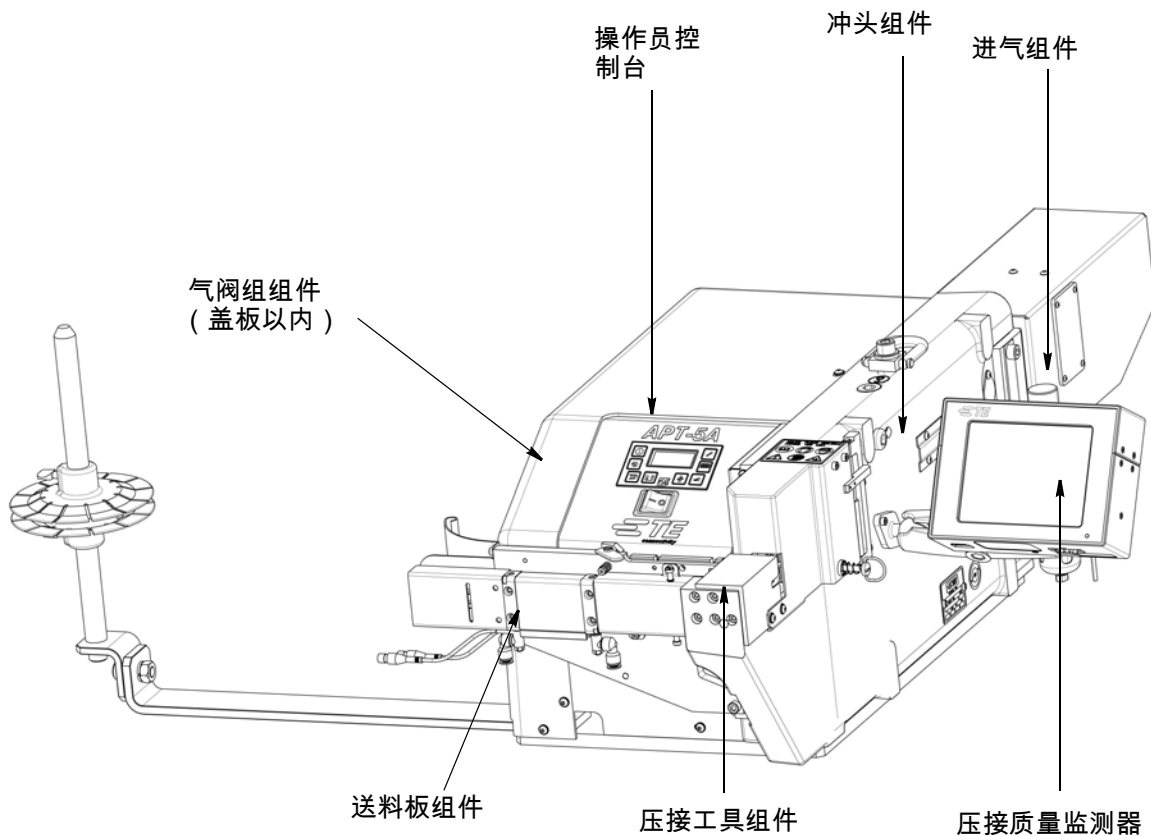 冲头组件
操作员控
制台
进气组件
气阀组组件
（盖板以内）
APT-5A
TE
TE
送料板组件
压接工具组件
压接质量监测器